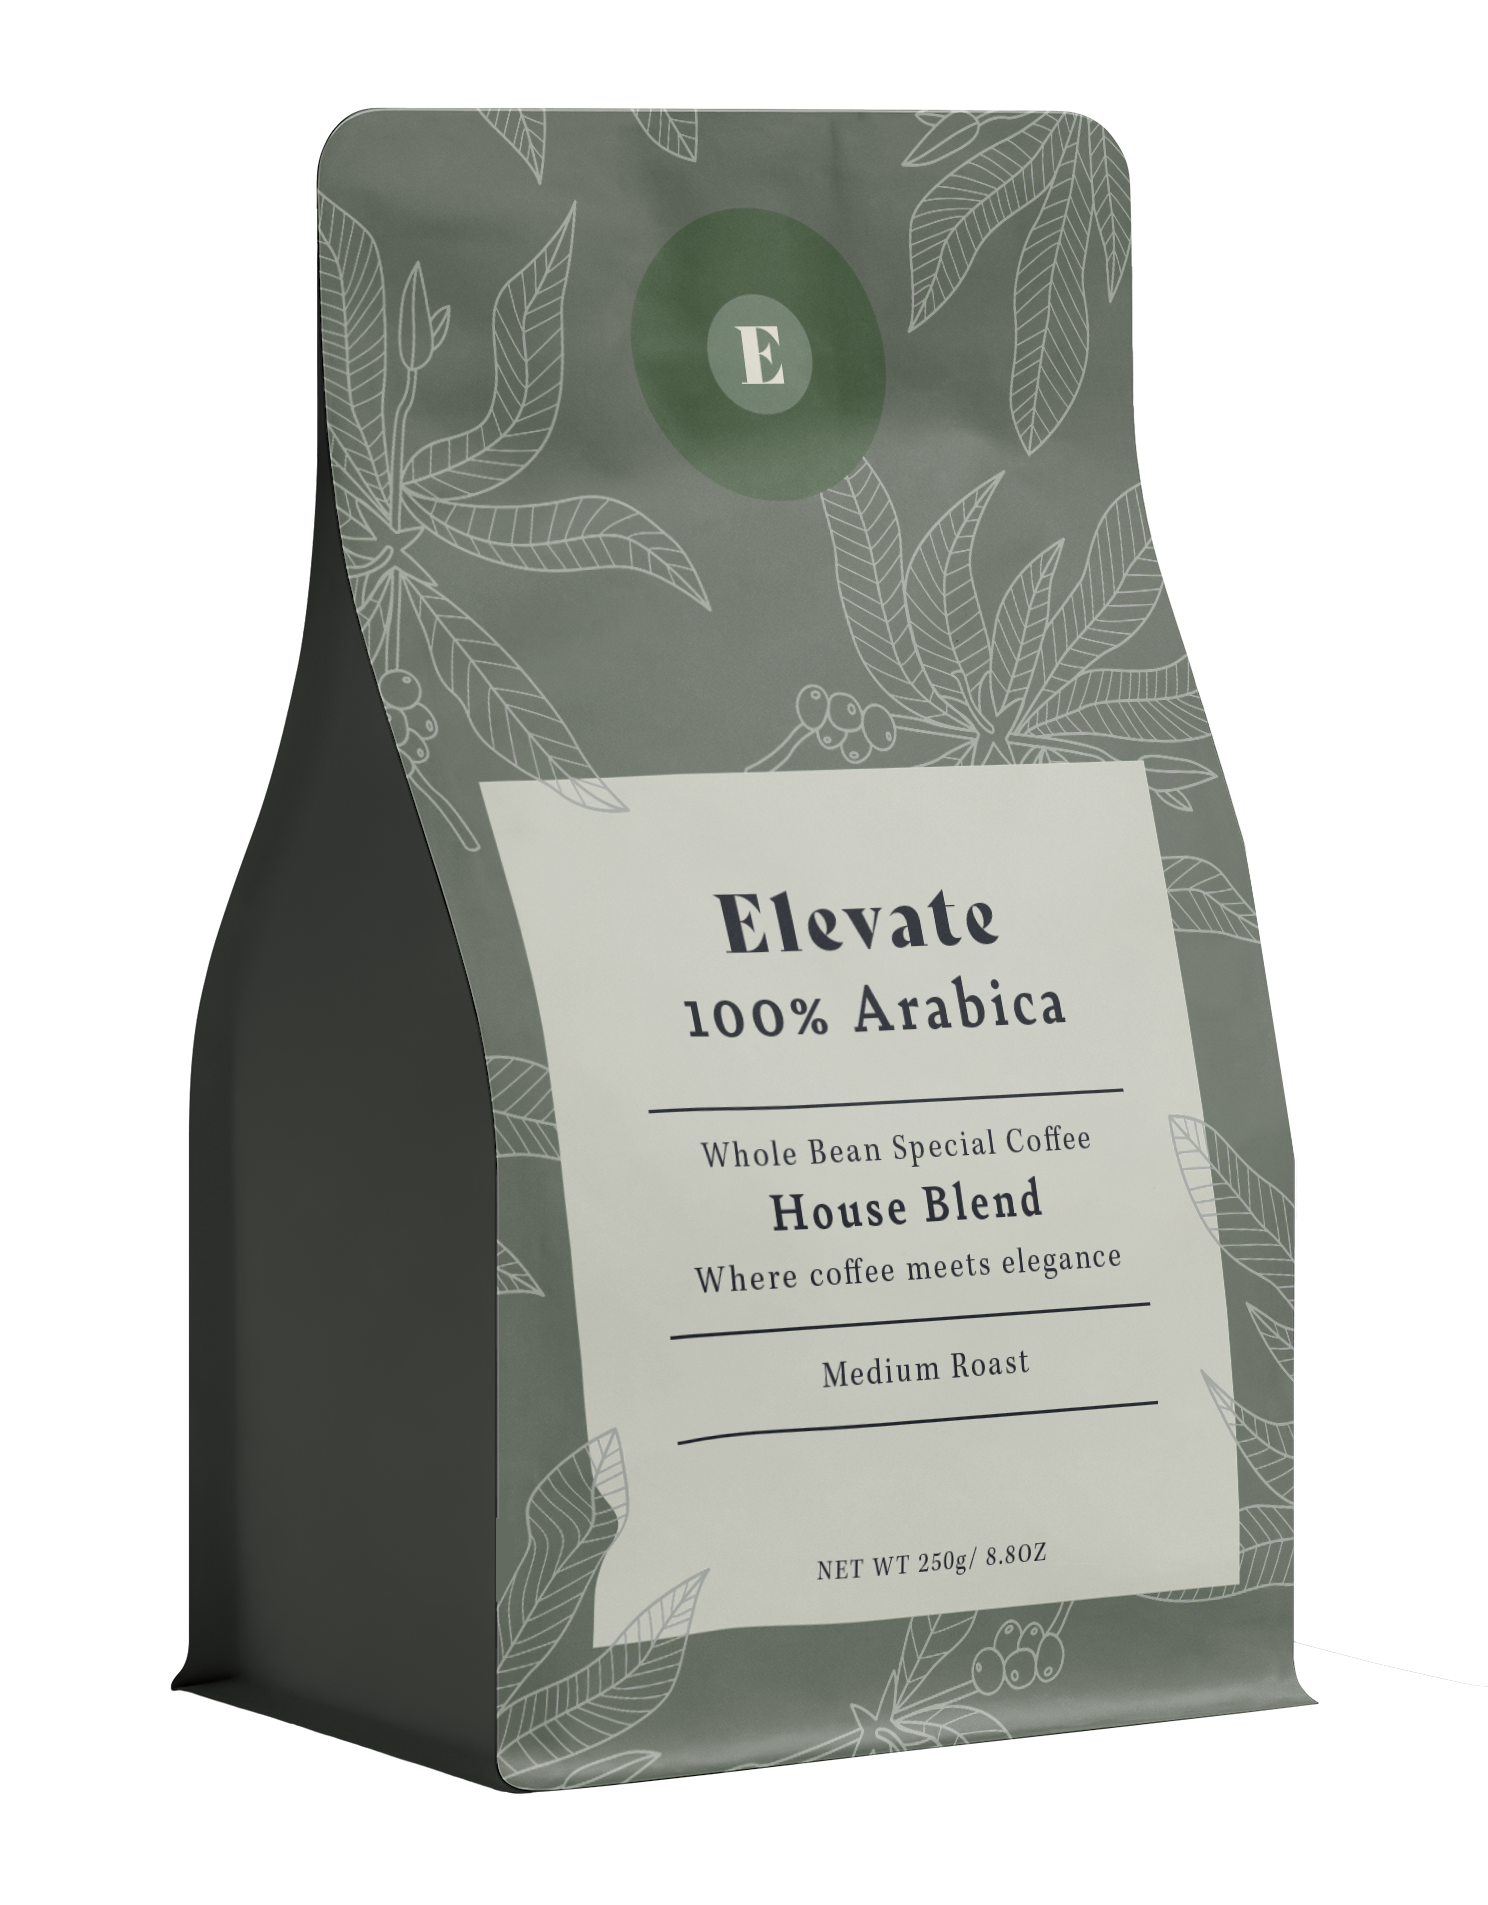 E
Elevate
100% Arabica
Whole Bean Special Coffee
House Blend
Where coffee meets elegance
Medium Roast
NET WT 250g/ 8.8OZ